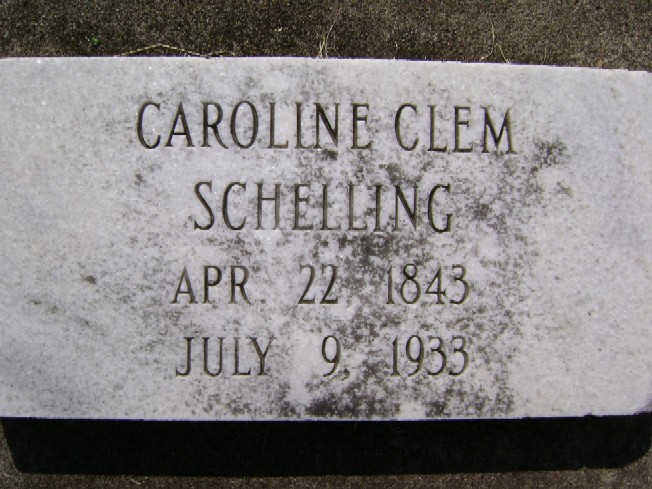 CAROLINE CLEM
SCHELLING
APR. 22, 1843
JULY 9, 1933